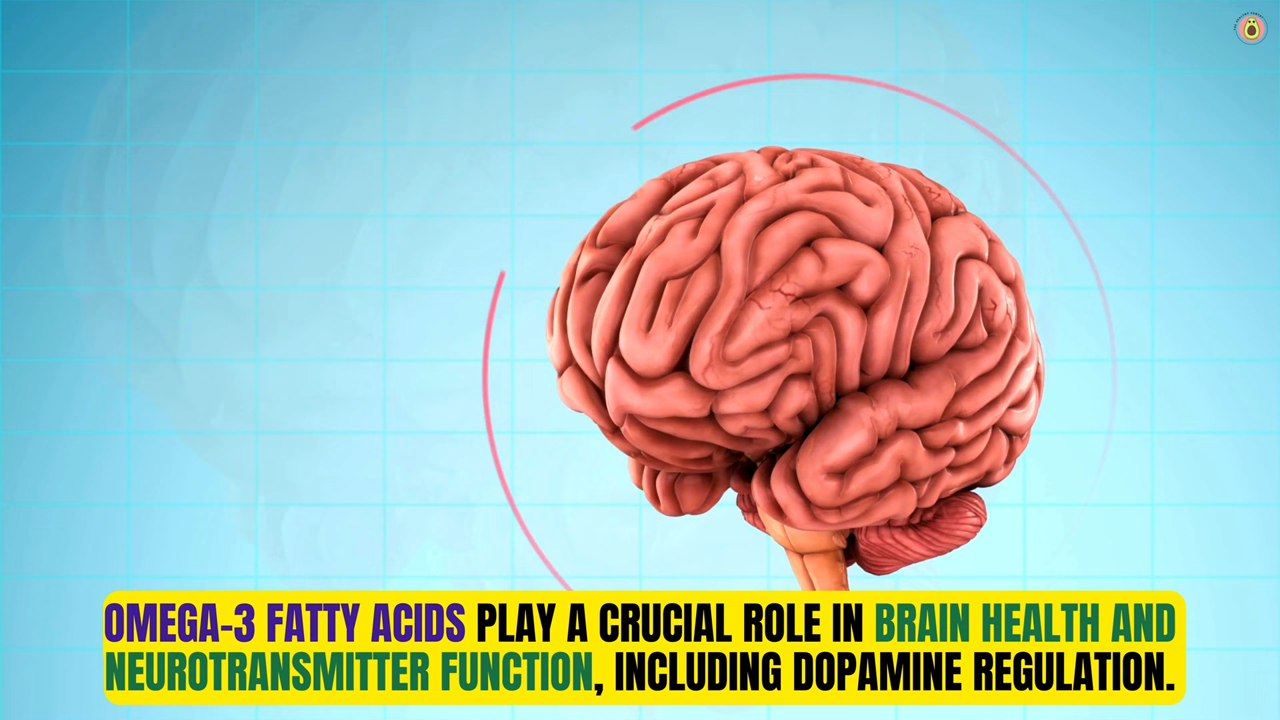 OMEGA-3 FATTY ACIDS PLAY A CRUCIAL ROLE IN BRAIN HEALTH AND
NEUROTRANSMITTER FUNCTION, INCLUDING DOPAMINE REGULATION.